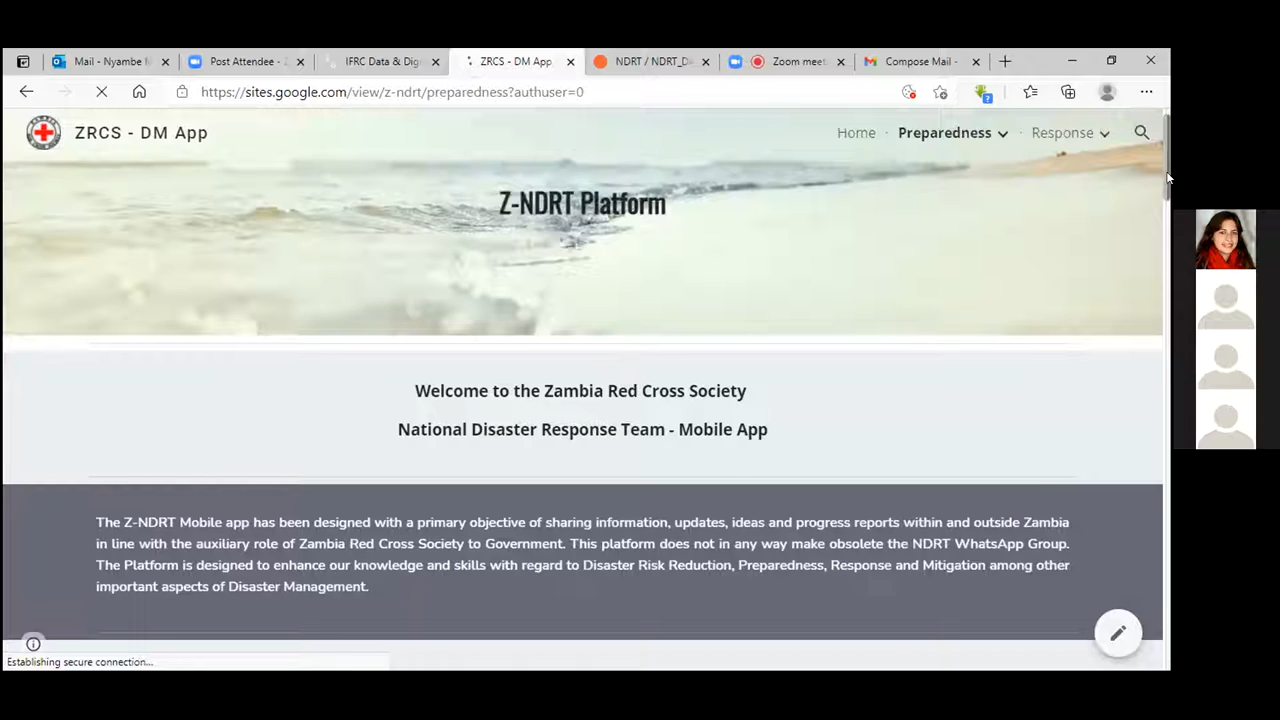 Mail - Nyambe
Post Attendee -
IFRC Data & Dig
ZRCS - DM App
NDRT / NDRT_D
Zoom meet
Compose Mail -
https://sites.google.com/view/z-ndrt/preparedness?authuser=0
ZRCS - DM App
Home · Preparedness · Response
Z-NDRT Platform
Welcome to the Zambia Red Cross Society
National Disaster Response Team - Mobile App
The Z-NDRT Mobile app has been designed with a primary objective of sharing information, updates, ideas and progress reports within and outside Zambia
in line with the auxiliary role of Zambia Red Cross Society to Government. This platform does not in any way make obsolete the NDRT WhatsApp Group.
The Platform is designed to enhance our knowledge and skills with regard to Disaster Risk Reduction, Preparedness, Response and Mitigation among other
important aspects of Disaster Management.
Establishing secure connection...